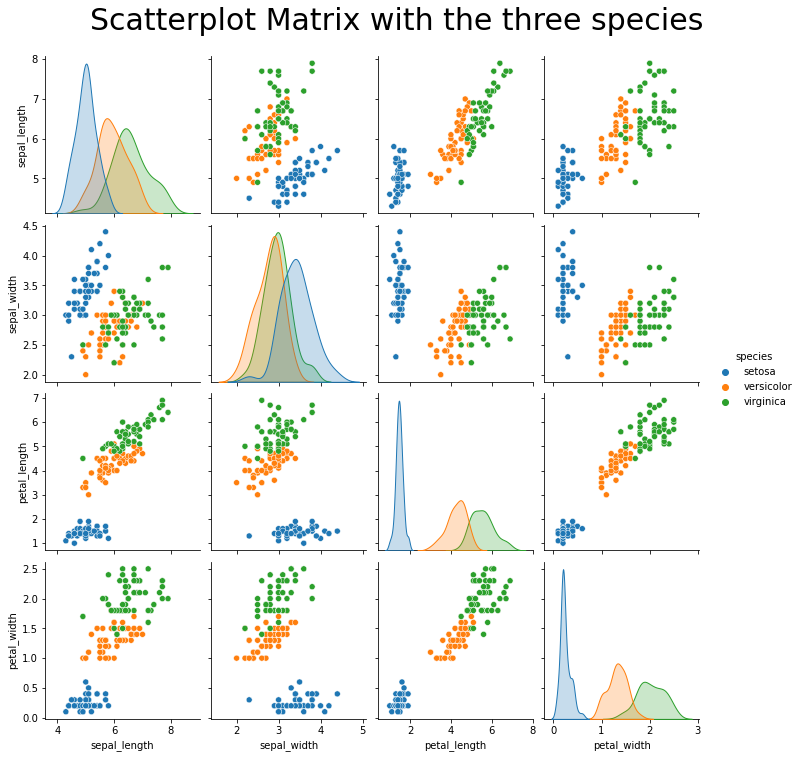 Scatterplot Matrix with the three species
8
7
6
5
sepal_length
4.5
4.0
3.5
3.0
2.5
2.0
sepal_width
species
setosa
versicolor
virginica
7
6
5
4
3
2
1
petal_length
2.5
2.0
1.5
1.0
0.5
0.0
petal_width
4 6 8 2 3 4 5 2 4 6 8 0 1 2 3
sepal_length sepal_width petal_length petal_width